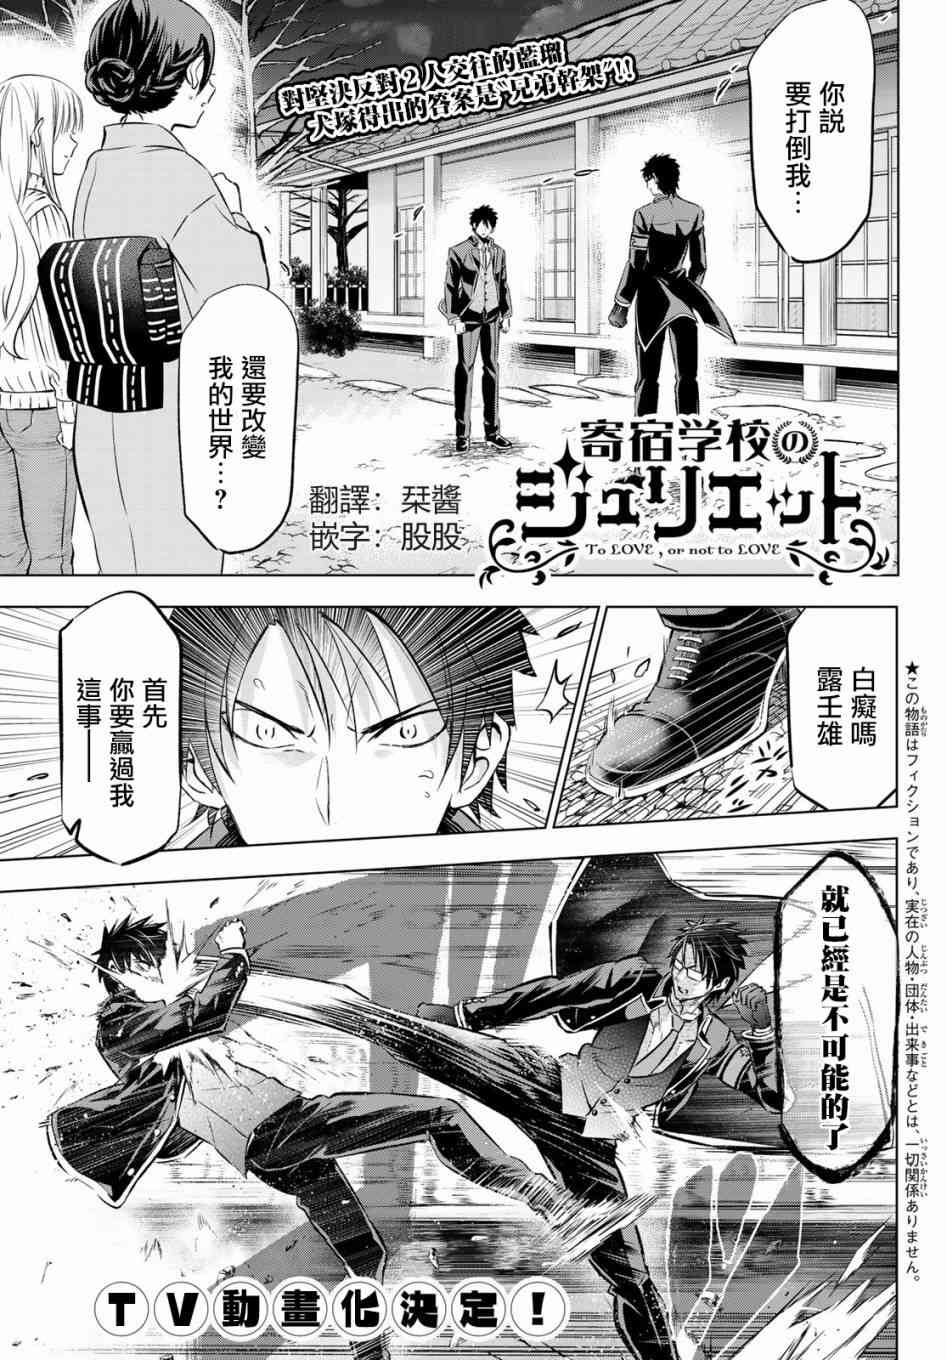 對堅決反對2人交往的藍瑠
犬塚得出的答案是“兄弟幹架”!!
你說
要打倒我…
還要改變
我的世界…?
寄宿学校の
ジュリエット
To LOVE, or not to LOVE
翻譯：栞醬
嵌字：股股
白癡嗎
露壬雄
首先
你要贏過我
這事——
就已經是不可能的了
★この物語はフィクションであり、実在の人物・団体・出来事などとは、一切関係ありません。
TV動畫化決定!